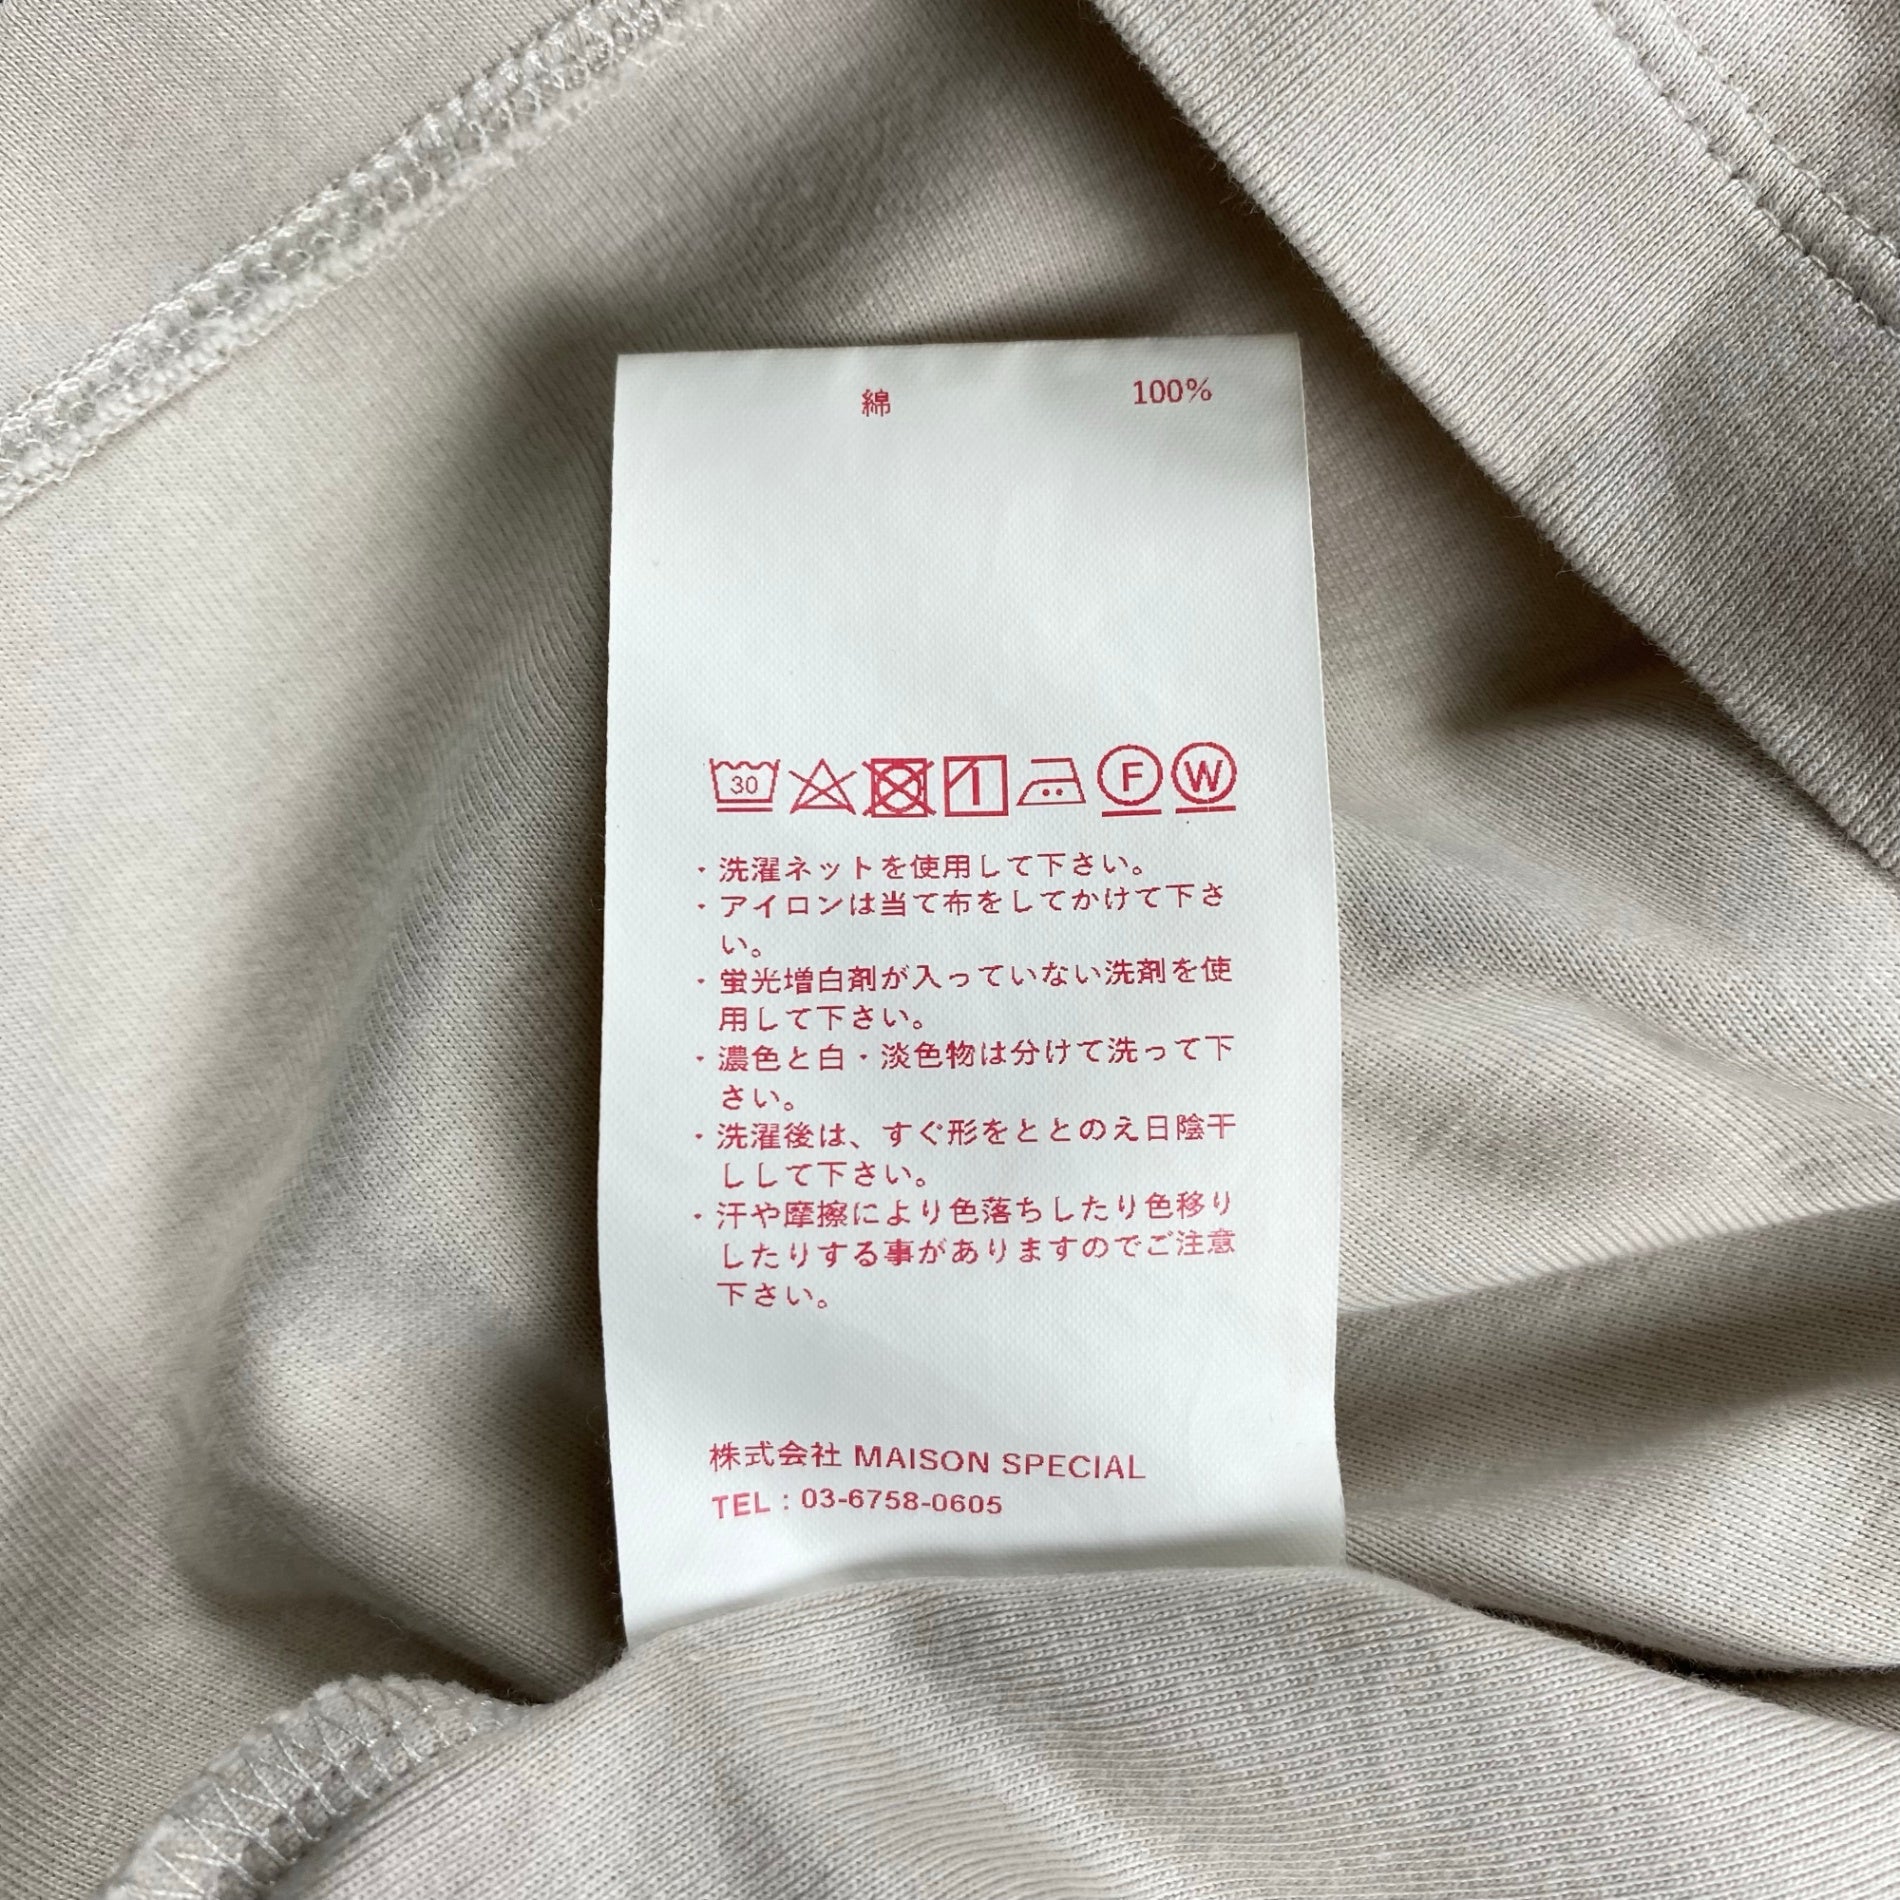 綿 100%
30 1 F W
・洗濯ネットを使用して下さい。
・アイロンは当て布をしてかけて下さ
い。
・蛍光増白剤が入っていない洗剤を使
用して下さい。
・濃色と白・淡色物は分けて洗って下
さい。
・洗濯後は、すぐ形をととのえ日陰干
しして下さい。
・汗や摩擦により色落ちしたり色移り
したりする事がありますのでご注意
下さい。
株式会社 MAISON SPECIAL
TEL : 03-6758-0605